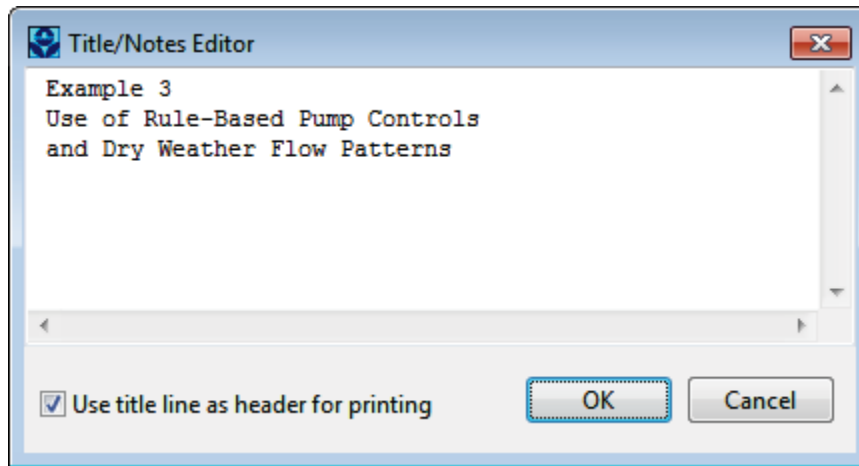 Title/Notes Editor
Example 3
Use of Rule-Based Pump Controls
and Dry Weather Flow Patterns
Use title line as header for printing
OK
Cancel